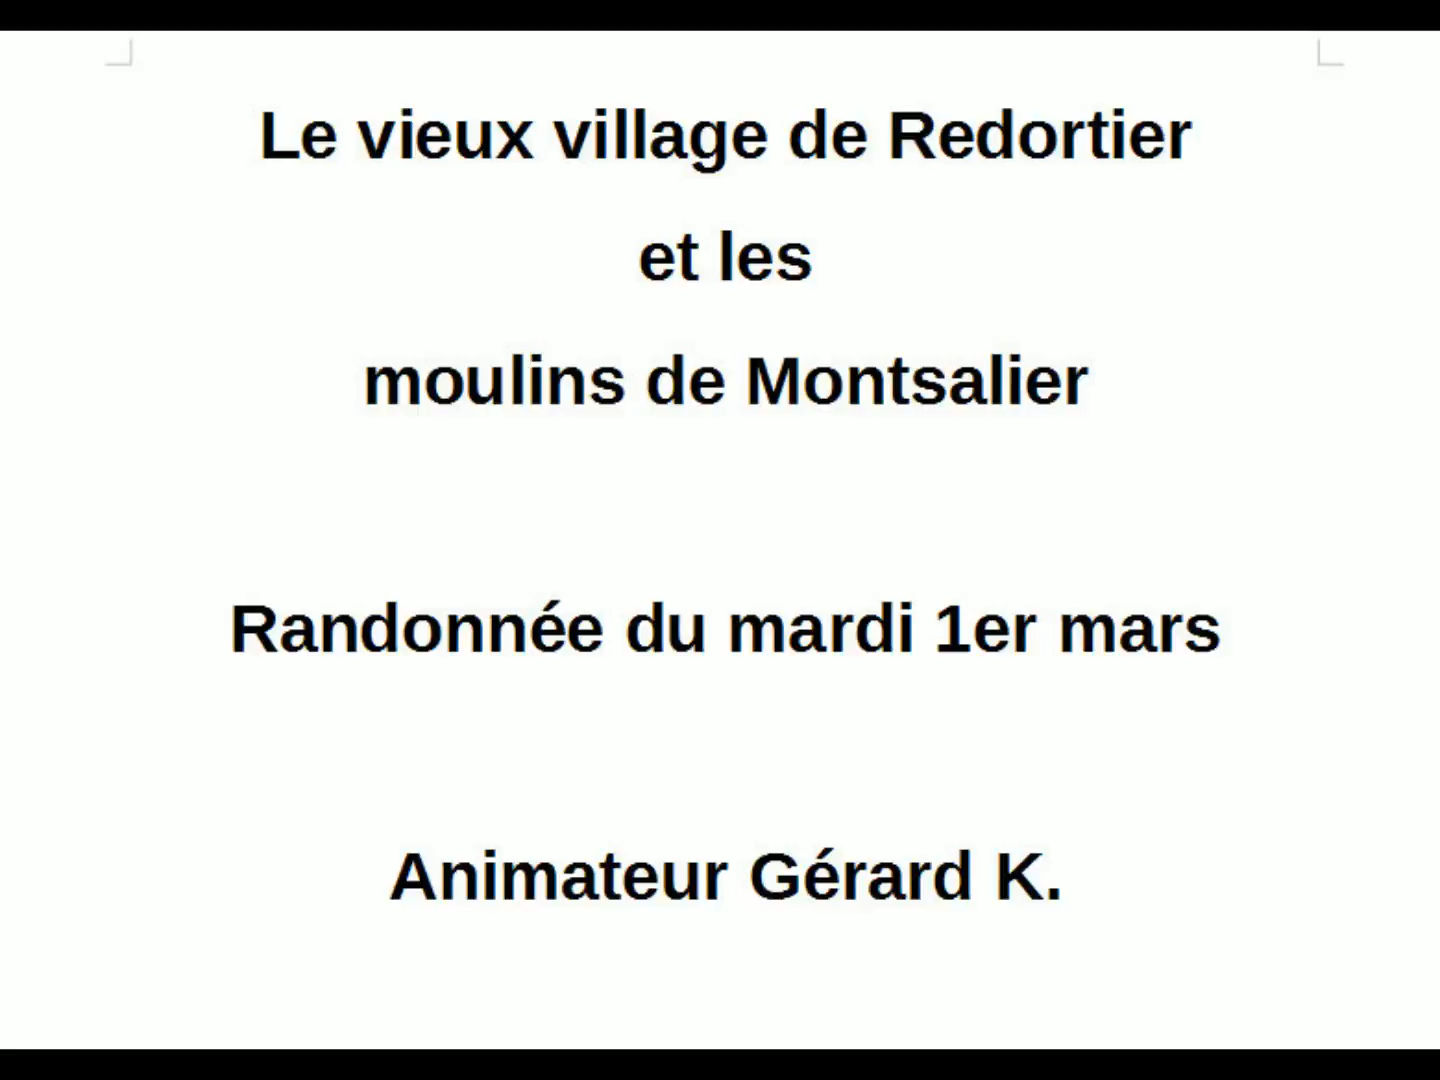 Le vieux village de Redortier
et les
moulins de Montsalier
Randonnée du mardi 1er mars
Animateur Gérard K.